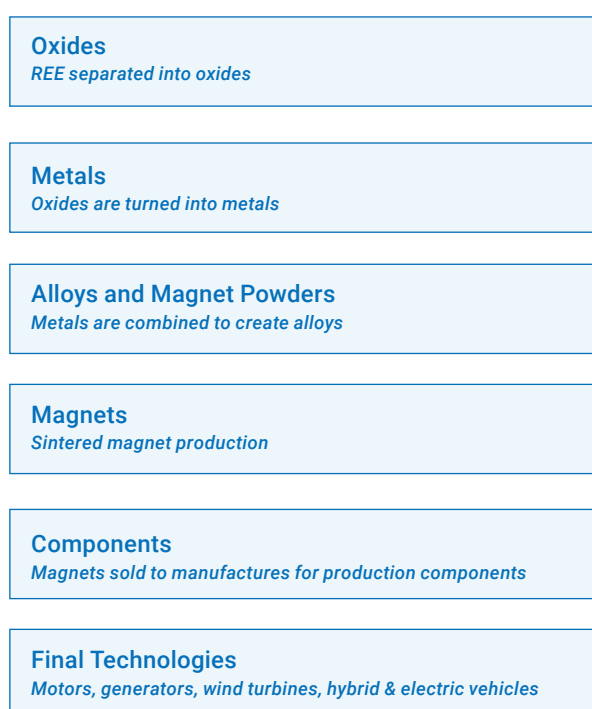 Oxides
REE separated into oxides
Metals
Oxides are turned into metals
Alloys and Magnet Powders
Metals are combined to create alloys
Magnets
Sintered magnet production
Components
Magnets sold to manufactures for production components
Final Technologies
Motors, generators, wind turbines, hybrid & electric vehicles